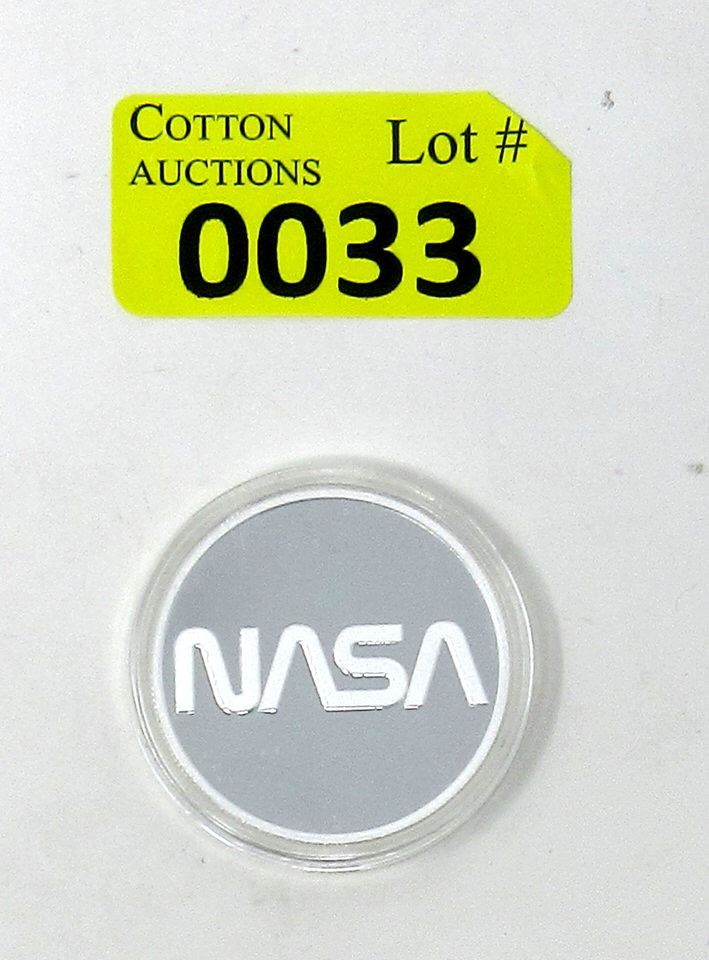 COTTON
AUCTIONS
Lot #
0033
NASA